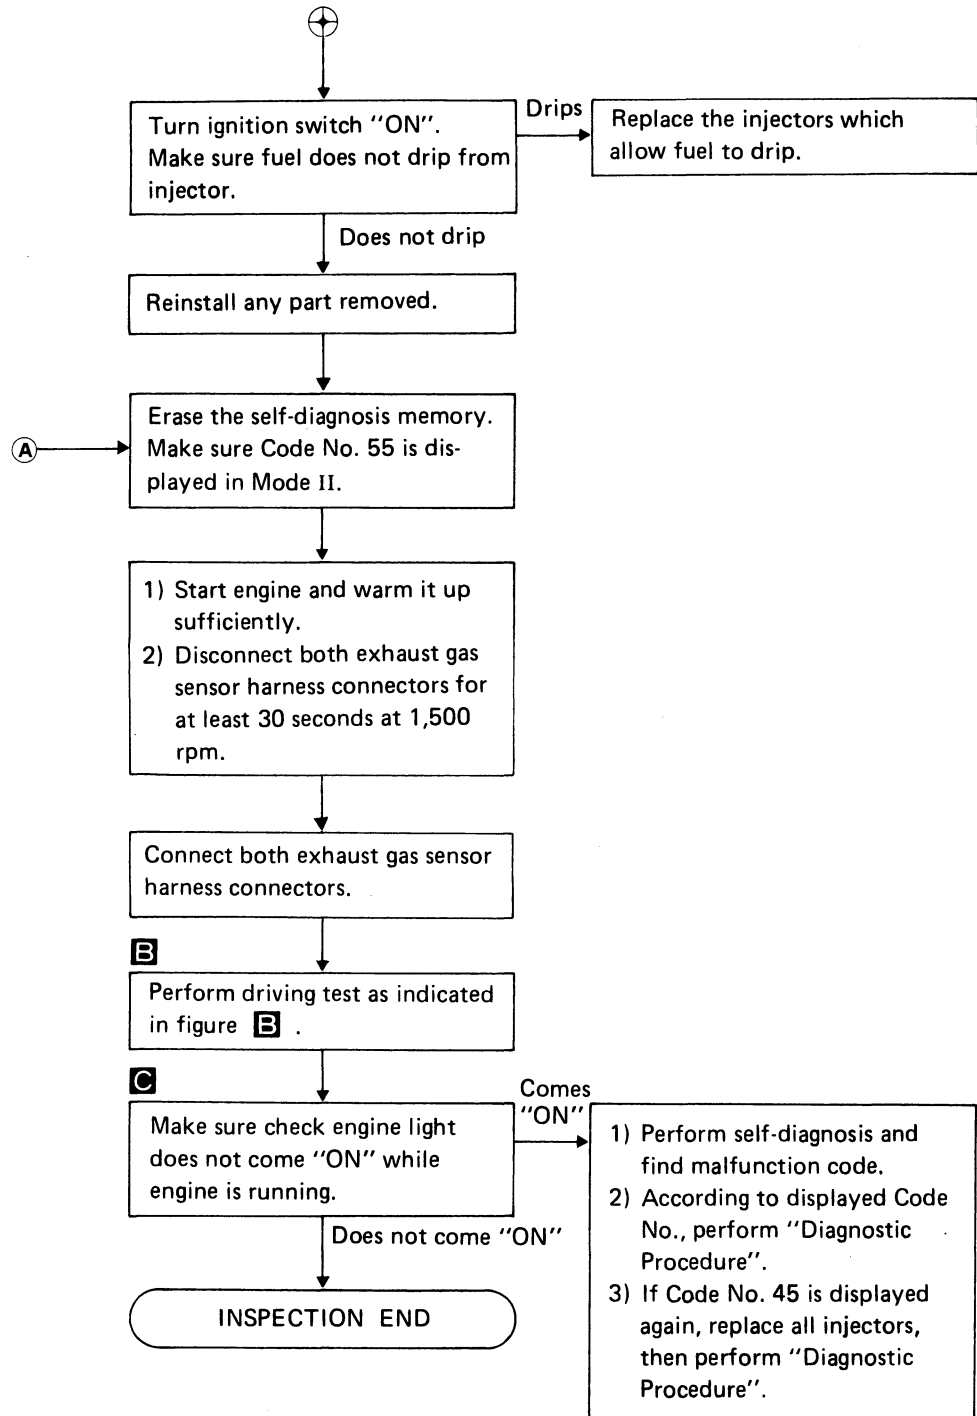 Turn ignition switch "ON".
Make sure fuel does not drip from
injector.
Drips
Replace the injectors which
allow fuel to drip.
Does not drip
Reinstall any part removed.
A
Erase the self-diagnosis memory.
Make sure Code No. 55 is dis-
played in Mode II.
1) Start engine and warm it up
sufficiently.
2) Disconnect both exhaust gas
sensor harness connectors for
at least 30 seconds at 1,500
rpm.
Connect both exhaust gas sensor
harness connectors.
B
Perform driving test as indicated
in figure B .
C
Make sure check engine light
does not come "ON" while
engine is running.
Comes
"ON"
1) Perform self-diagnosis and
find malfunction code.
2) According to displayed Code
No., perform "Diagnostic
Procedure".
3) If Code No. 45 is displayed
again, replace all injectors,
then perform "Diagnostic
Procedure".
Does not come "ON"
INSPECTION END